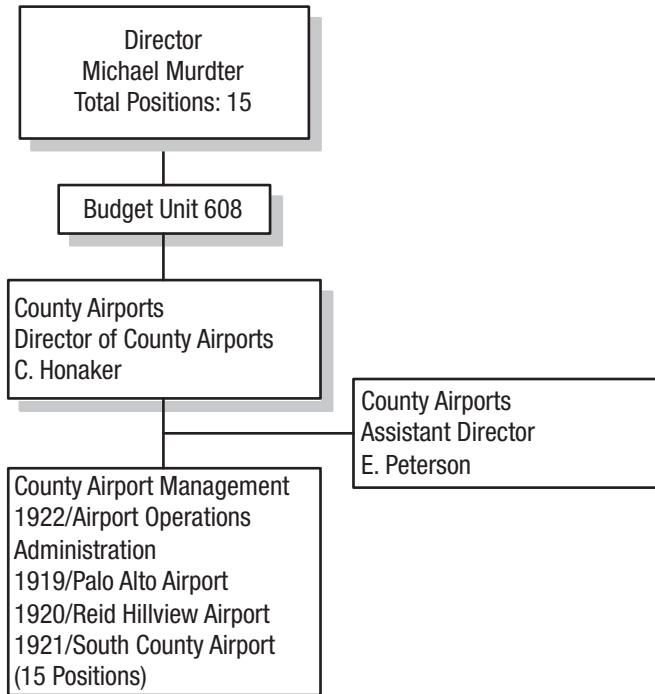 Director
Michael Murdter
Total Positions: 15
Budget Unit 608
County Airports
Director of County Airports
C. Honaker
County Airports
Assistant Director
E. Peterson
County Airport Management
1922/Airport Operations
Administration
1919/Palo Alto Airport
1920/Reid Hillview Airport
1921/South County Airport
(15 Positions)